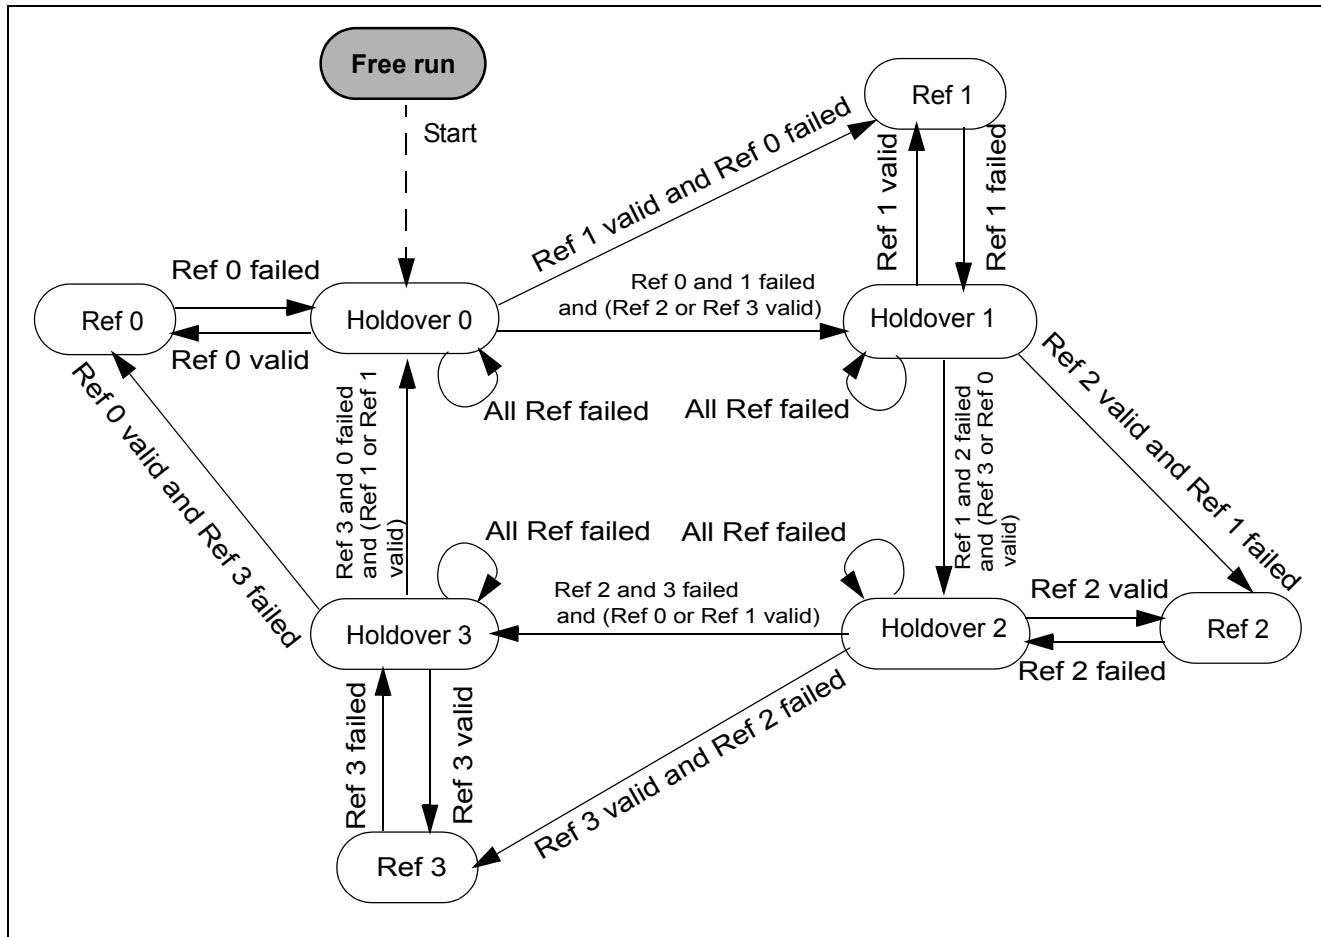 Free run
Start
Ref 1
Ref 1 valid and Ref 0 failed
Ref 1 valid
Ref 1 failed
Ref 0 failed
Ref 0
Ref 0 valid
Holdover 0
Ref 0 and 1 failed
and (Ref 2 or Ref 3 valid)
Holdover 1
All Ref failed
All Ref failed
Ref 2 valid and Ref 1 failed
Ref 0 valid and Ref 3 failed
Ref 3 and 0 failed
and (Ref 1 or Ref 1
valid)
Ref 1 and 2 failed
and (Ref 3 or Ref 0
valid)
All Ref failed
All Ref failed
Ref 2 and 3 failed
and (Ref 0 or Ref 1 valid)
Holdover 3
Holdover 2
Ref 2 valid
Ref 2
Ref 2 failed
Ref 3 failed
Ref 3 valid
Ref 3 valid and Ref 2 failed
Ref 3